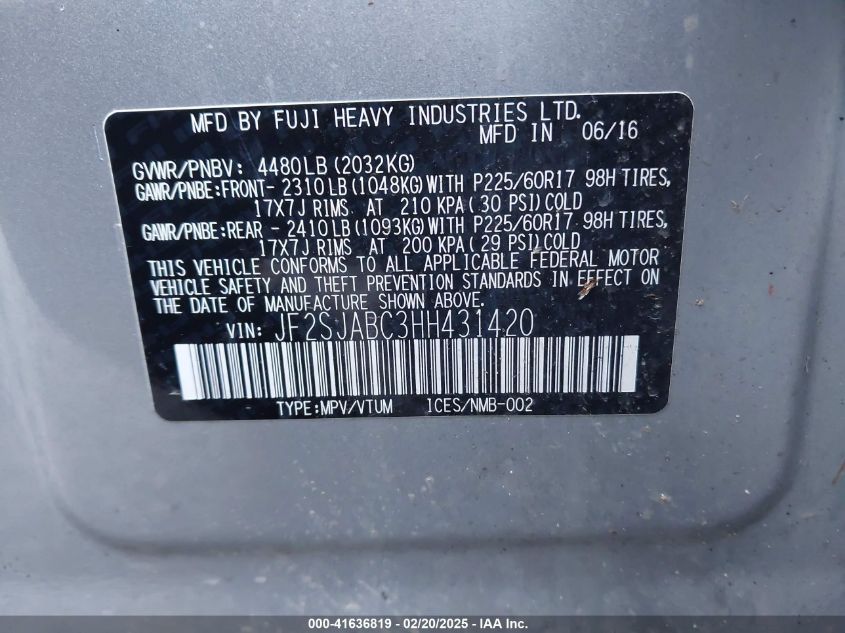 MFD BY FUJI HEAVY INDUSTRIES LTD.
MFD IN 06/16
GVWR/PNBV: 4480LB (2032KG)
GAWR/PNBE:FRONT- 2310LB (1048KG) WITH P225/60R17 98H TIRES,
17X7J RIMS AT 210 KPA (30 PSI) COLD
GAWR/PNBE:REAR - 2410LB (1093KG) WITH P225/60R17 98H TIRES,
17X7J RIMS AT 200 KPA (29 PSI) COLD
THIS VEHICLE CONFORMS TO ALL APPLICABLE FEDERAL MOTOR
VEHICLE SAFETY AND THEFT PREVENTION STANDARDS IN EFFECT ON
THE DATE OF MANUFACTURE SHOWN ABOVE.
VIN: JF2SJABC3HH431420
TYPE:MPV/VTUM ICES/NMB-002
000-41636819 - 02/20/2025 - IAA Inc.